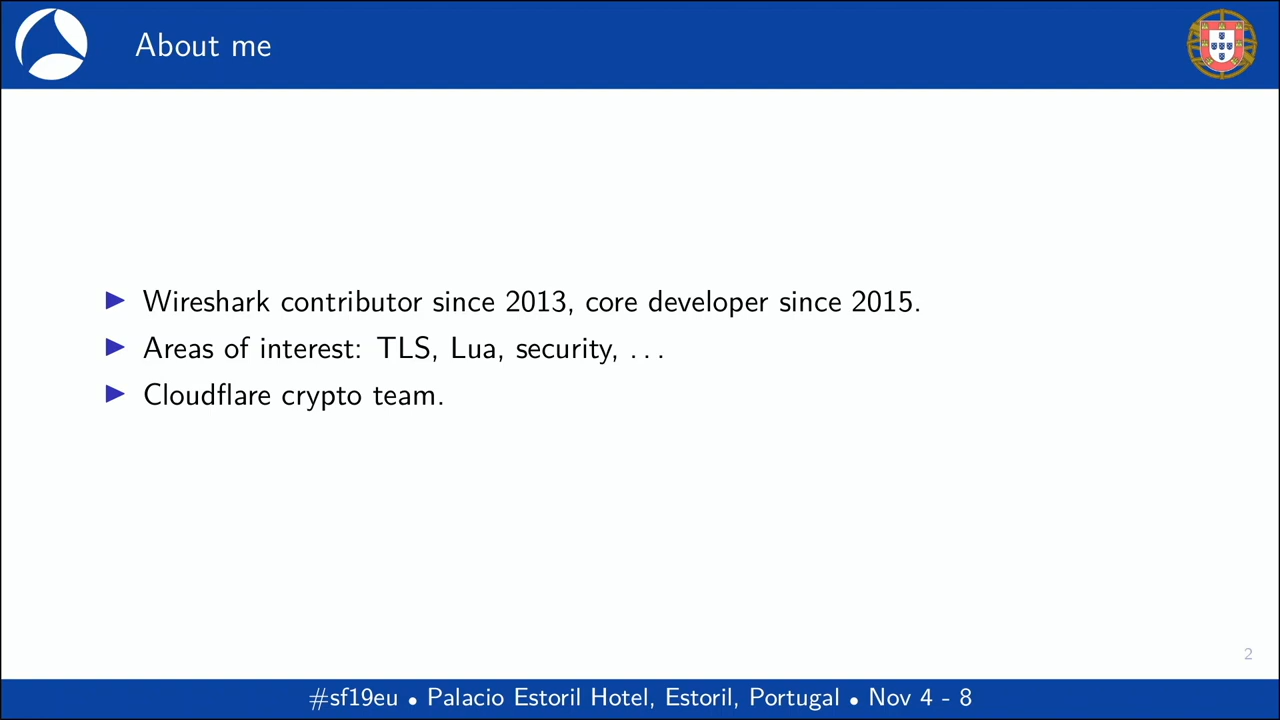 About me
Wireshark contributor since 2013, core developer since 2015.
Areas of interest: TLS, Lua, security, . . .
Cloudflare crypto team.
2
#sf19eu • Palacio Estoril Hotel, Estoril, Portugal • Nov 4 - 8